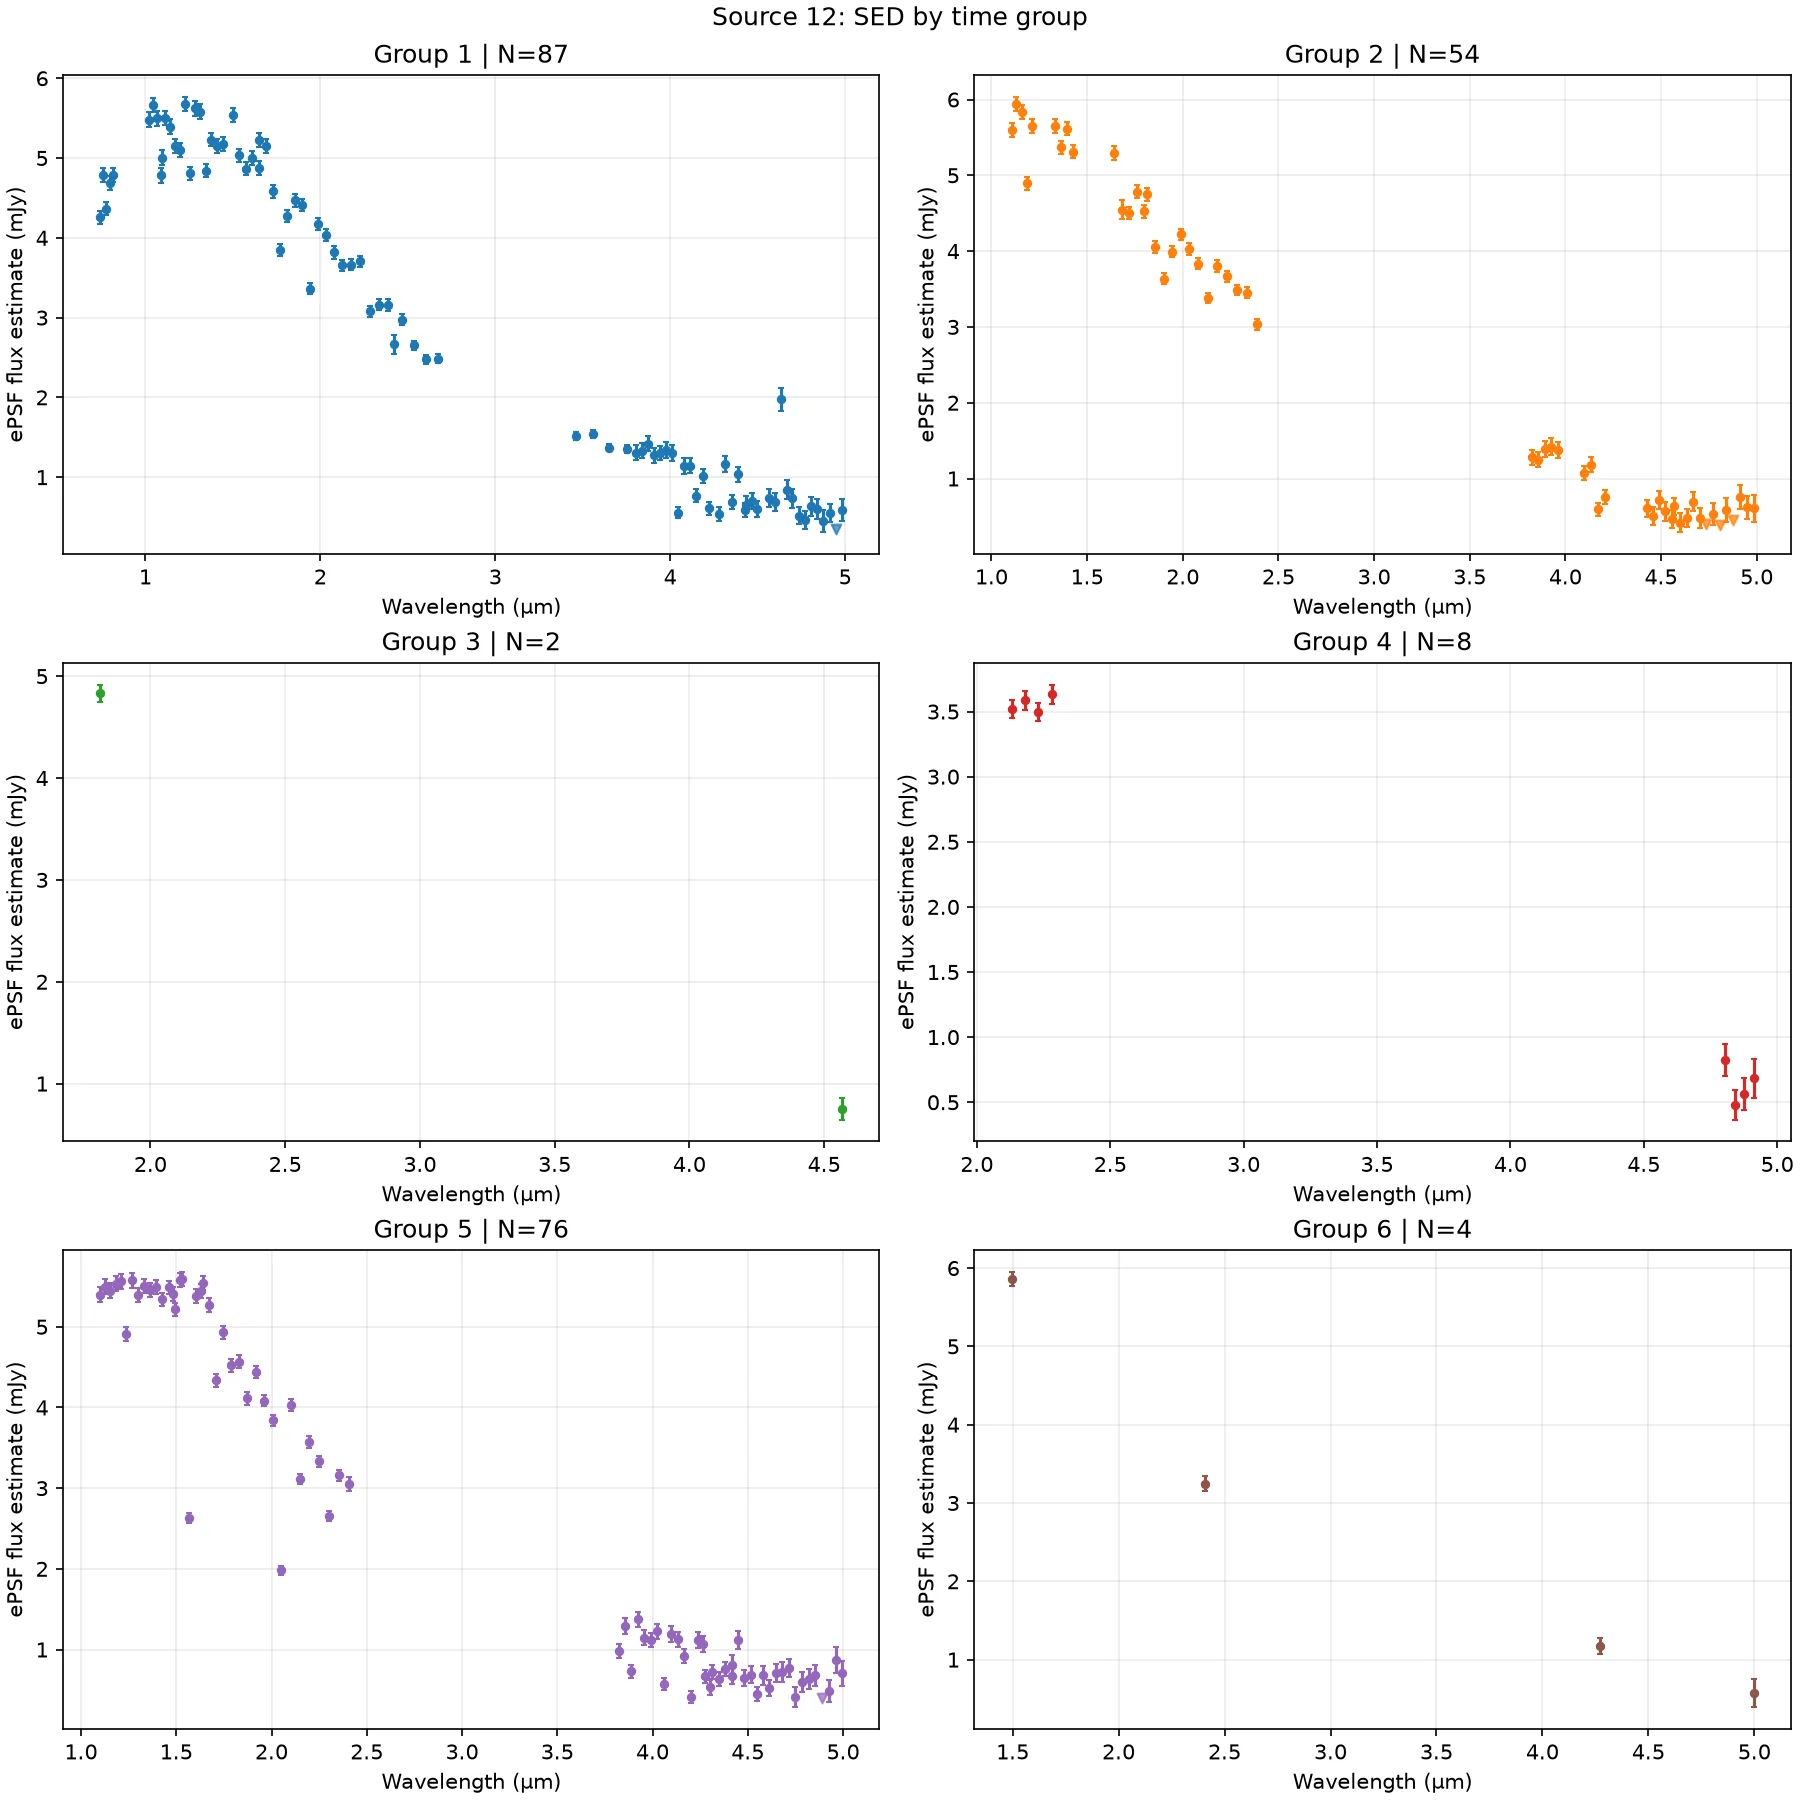 Source 12: SED by time group
Group 1 | N=87
6
5
4
3
2
1
ePSF flux estimate (mJy)
1 2 3 4 5
Wavelength (µm)
Group 2 | N=54
6
5
4
3
2
1
ePSF flux estimate (mJy)
1.0 1.5 2.0 2.5 3.0 3.5 4.0 4.5 5.0
Wavelength (µm)
Group 3 | N=2
5
4
3
2
1
ePSF flux estimate (mJy)
2.0 2.5 3.0 3.5 4.0 4.5
Wavelength (µm)
Group 4 | N=8
3.5
3.0
2.5
2.0
1.5
1.0
0.5
ePSF flux estimate (mJy)
2.0 2.5 3.0 3.5 4.0 4.5 5.0
Wavelength (µm)
Group 5 | N=76
5
4
3
2
1
ePSF flux estimate (mJy)
1.0 1.5 2.0 2.5 3.0 3.5 4.0 4.5 5.0
Wavelength (µm)
Group 6 | N=4
6
5
4
3
2
1
ePSF flux estimate (mJy)
1.5 2.0 2.5 3.0 3.5 4.0 4.5 5.0
Wavelength (µm)